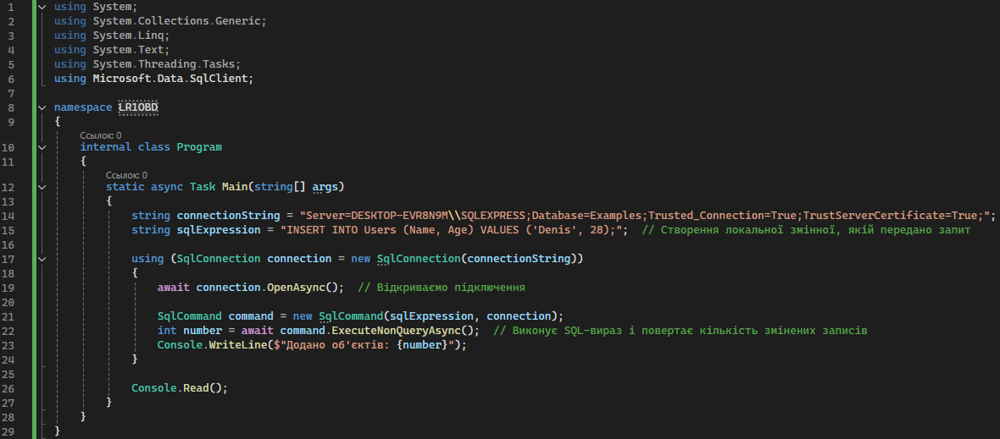 1 using System;
2 using System.Collections.Generic;
3 using System.Linq;
4 using System.Text;
5 using System.Threading.Tasks;
6 using Microsoft.Data.SqlClient;
7
8 namespace LR10BD
9 {
Ссылок: 0
10 internal class Program
11 {
Ссылок: 0
12 static async Task Main(string[] args)
13 {
14 string connectionString = "Server=DESKTOP-EVR8N9M\\SQLEXPRESS;Database=Examples;Trusted_Connection=True;TrustServerCertificate=True;";
15 string sqlExpression = "INSERT INTO Users (Name, Age) VALUES ('Denis', 28);"; // Створення локальної змінної, якій передано запит
16
17 using (SqlConnection connection = new SqlConnection(connectionString))
18 {
19 await connection.OpenAsync(); // Відкриваємо підключення
20
21 SqlCommand command = new SqlCommand(sqlExpression, connection);
22 int number = await command.ExecuteNonQueryAsync(); // Виконує SQL-вираз і повертає кількість змінених записів
23 Console.WriteLine($"Додано об'єктів: {number}");
24 }
25
26 Console.Read();
27 }
28 }
29 }